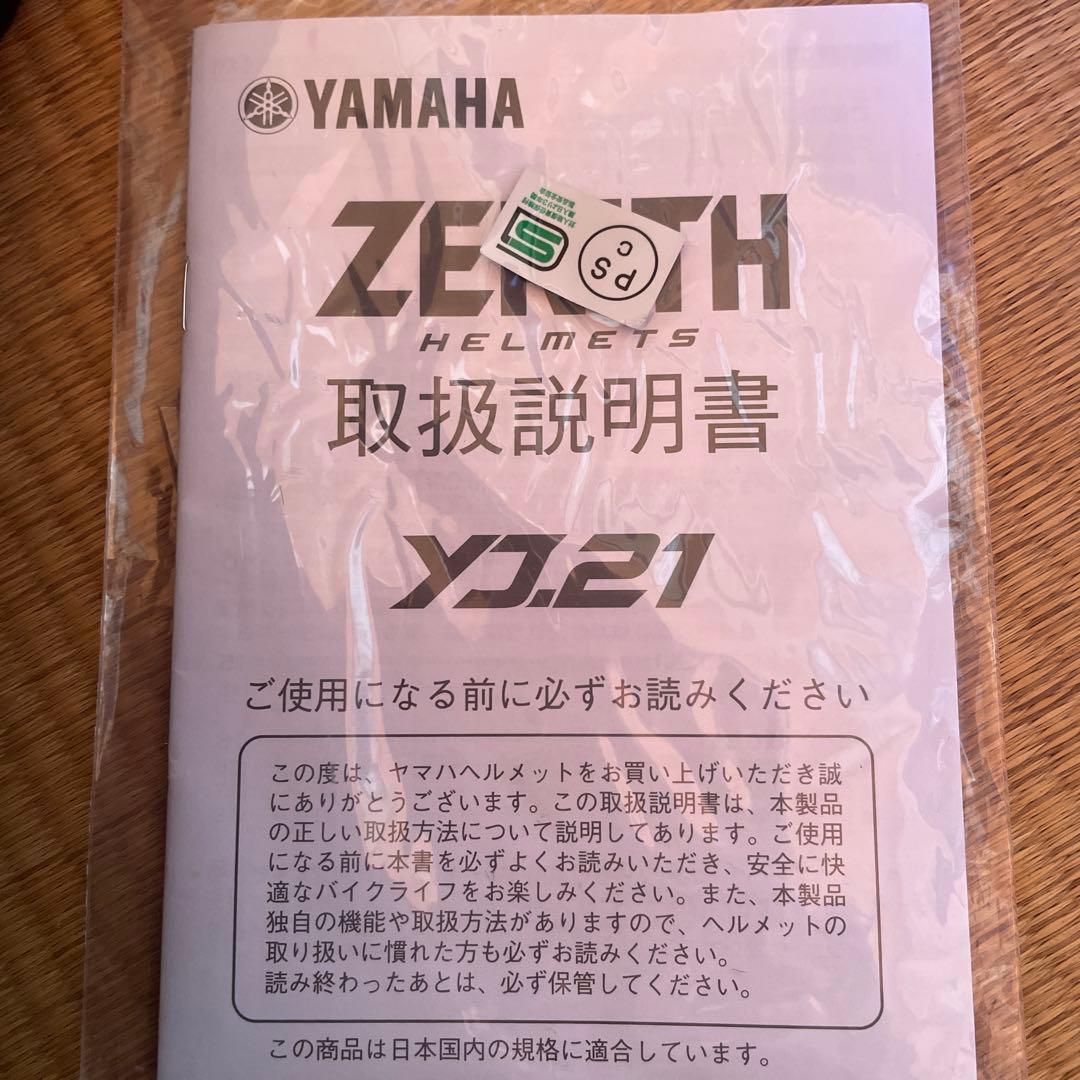 YAMAHA
ZENITH
HELMETS
取扱説明書
YJ.21
PSC
SG
ご使用になる前に必ずお読みください
この度は、ヤマハヘルメットをお買い上げいただき誠
にありがとうございます。この取扱説明書は、本製品
の正しい取扱方法について説明してあります。ご使用
になる前に本書を必ずよくお読みいただき、安全に快
適なバイクライフをお楽しみください。また、本製品
独自の機能や取扱方法がありますので、ヘルメットの
取り扱いに慣れた方も必ずお読みください。
読み終わったあとは、必ず保管してください。
この商品は日本国内の規格に適合しています。